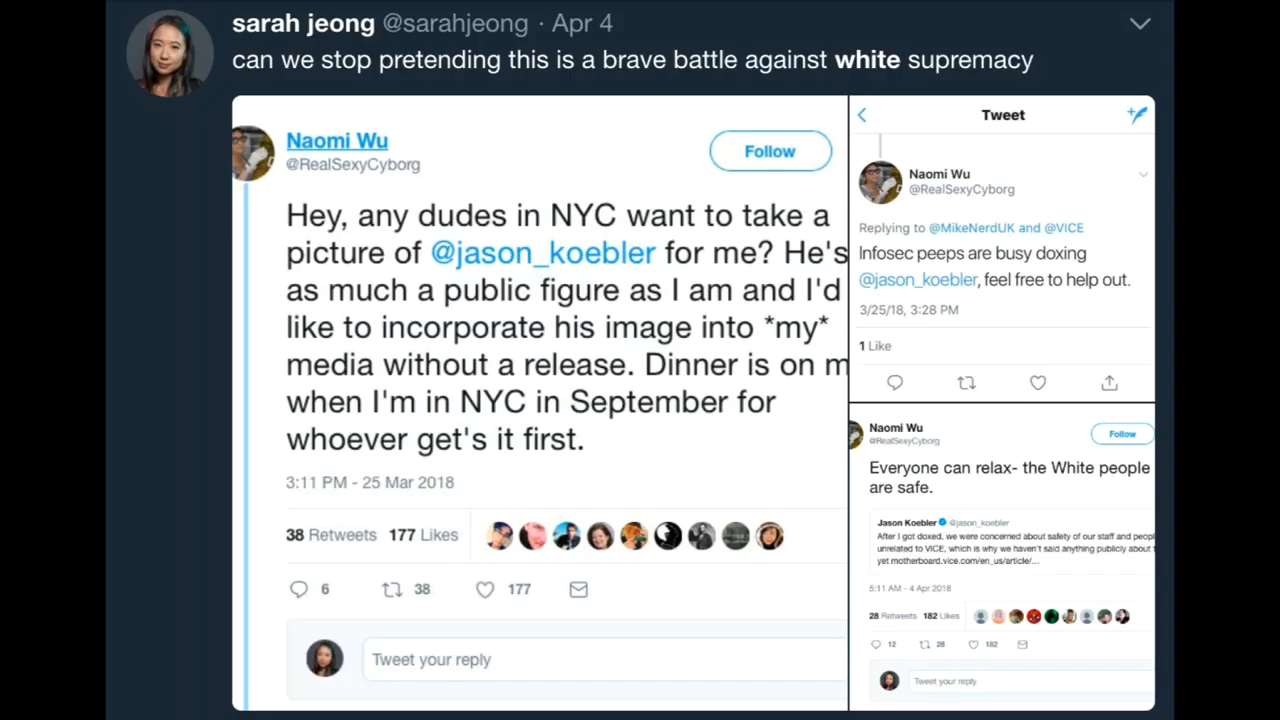 sarah jeong @sarahjeong · Apr 4
can we stop pretending this is a brave battle against white supremacy
Naomi Wu
@RealSexyCyborg
Follow
Hey, any dudes in NYC want to take a
picture of @jason_koebler for me? He's
as much a public figure as I am and I'd
like to incorporate his image into *my*
media without a release. Dinner is on m
when I'm in NYC in September for
whoever get's it first.
3:11 PM - 25 Mar 2018
38 Retweets 177 Likes
6 38 177
Tweet your reply
Tweet
Naomi Wu
@RealSexyCyborg
Replying to @MikeNerdUK and @VICE
Infosec peeps are busy doxing
@jason_koebler, feel free to help out.
3/25/18, 3:28 PM
1 Like
Naomi Wu
@RealSexyCyborg
Follow
Everyone can relax- the White people
are safe.
Jason Koebler @jason_koebler
After I got doxed, we were concerned about safety of our staff and peopl
unrelated to VICE, which is why we haven't said anything publicly about
yet motherboard.vice.com/en_us/article/...
5:11 AM - 4 Apr 2018
28 Retweets 182 Likes
12 28 182
Tweet your reply